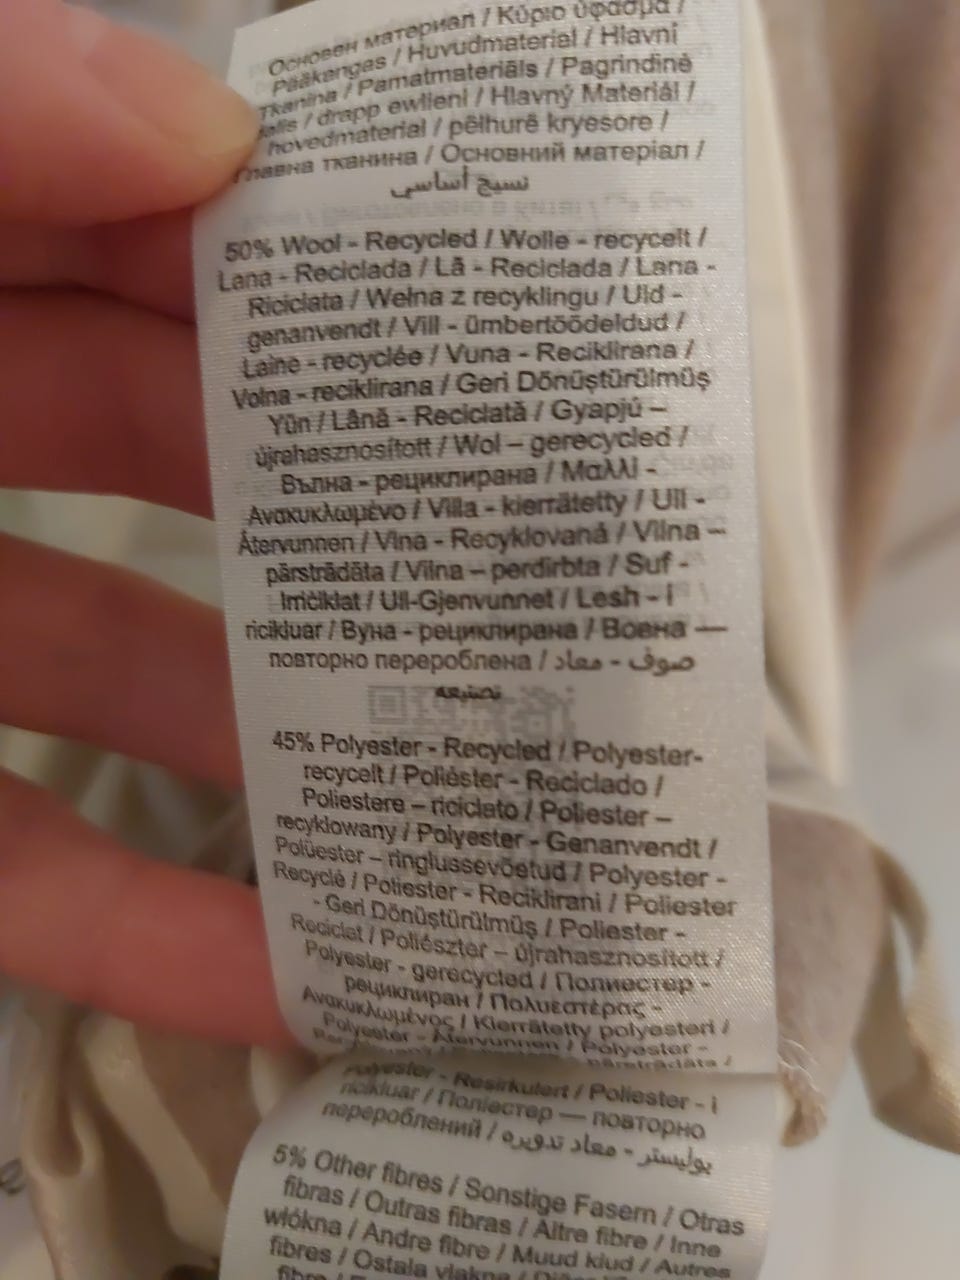 Основен материал / Κύριο ύφασμα /
Pääkangas / Huvudmaterial / Hlavní
Tkanina / Pamatmateriāls / Pagrindinė
/ drapp ewlieni / Hlavný Materiál /
hovedmaterial / pëlhurë kryesore /
Главна тканина / Основний матеріал /
نسيج أساسي
50% Wool - Recycled / Wolle - recycelt /
Lana - Reciclada / Lã - Reciclada / Lana -
Riciclata / Wełna z recyklingu / Uld -
genanvendt / Vill - ümbertöödeldud /
Laine - recyclée / Vuna - Reciklirana /
Volna - reciklirana / Geri Dönüştürülmüş
Yün / Lână - Reciclată / Gyapjú –
újrahasznosított / Wol – gerecycled /
Вълна - рециклирана / Μαλλί -
Ανακυκλωμένο / Villa - kierrätetty / Ull -
Återvunnen / Vlna - Recyklovaná / Vilna –
pārstrādāta / Vilna – perdirbta / Suf -
Irriċiklat / Ull-Gjenvunnet / Lesh - i
ricikluar / Вуна - рециклирана / Вовна —
повторно перероблена / صوف - معاد
تصنيعه
45% Polyester - Recycled / Polyester-
recycelt / Poliéster - Reciclado /
Poliestere – riciclato / Poliester –
recyklowany / Polyester - Genanvendt /
Polüester – ringlussevõetud / Polyester -
Recyclé / Poliester - Reciklirani / Poliester
- Geri Dönüştürülmüş / Poliester -
Reciclat / Poliészter – újrahasznosított /
Polyester - gerecycled / Полиестер -
рециклиран / Πολυεστέρας -
Ανακυκλωμένος / Kierrätetty polyesteri /
Polyester - Återvunnen / Polyester -
pārstrādāts /
Polyester - Resirkulert / Poliester - i
ricikluar / Поліестер — повторно
перероблений / بوليستر - معاد تدويره
5% Other fibres / Sonstige Fasern / Otras
fibras / Outras fibras / Altre fibre / Inne
włókna / Andre fibre / Muud kiud / Autres
fibres / Ostala vlakna /